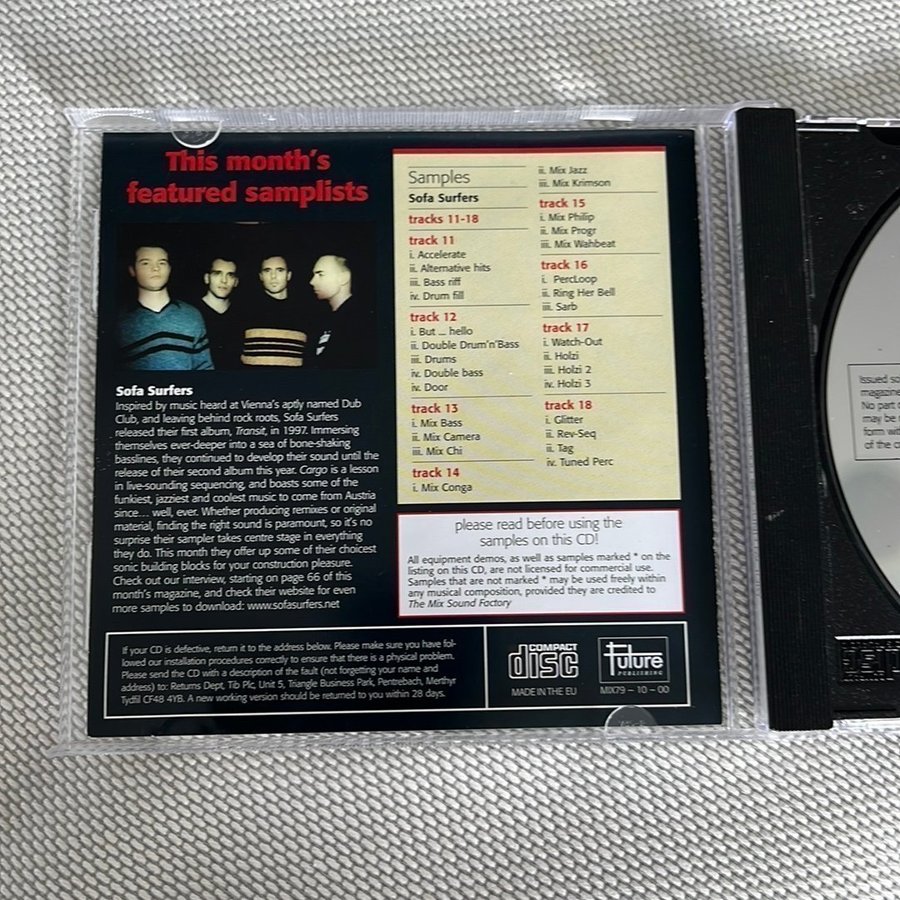 This month's
featured samplists
Sofa Surfers
Inspired by music heard at Vienna's aptly named Dub
Club, and leaving behind rock roots, Sofa Surfers
released their first album, Transit, in 1997. Immersing
themselves ever-deeper into a sea of bone-shaking
basslines, they continued to develop their sound until the
release of their second album this year. Cargo is a lesson
in live-sounding sequencing, and boasts some of the
funkiest, jazziest and coolest music to come from Austria
since... well, ever. Whether producing remixes or original
material, finding the right sound is paramount, so it's no
surprise their sampler takes centre stage in everything
they do. This month they offer up some of their choicest
sonic building blocks for your construction pleasure.
Check out our interview, starting on page 66 of this
month's magazine, and check their website for even
more samples to download: www.sofasurfers.net
Samples
Sofa Surfers
tracks 11-18
track 11
i. Accelerate
ii. Alternative hits
iii. Bass riff
iv. Drum fill
track 12
i. But ... hello
ii. Double Drum'n'Bass
iii. Drums
iv. Double bass
iv. Door
track 13
i. Mix Bass
ii. Mix Camera
iii. Mix Chi
track 14
i. Mix Conga
ii. Mix Jazz
iii. Mix Krimson
track 15
i. Mix Philip
ii. Mix Progr
iii. Mix Wahbeat
track 16
i. PercLoop
ii. Ring Her Bell
iii. Sarb
track 17
i. Watch-Out
ii. Holzi
iii. Holzi 2
iv. Holzi 3
track 18
i. Glitter
ii. Rev-Seq
ii. Tag
iv. Tuned Perc
please read before using the
samples on this CD!
All equipment demos, as well as samples marked * on the
listing on this CD, are not licensed for commercial use.
Samples that are not marked * may be used freely within
any musical composition, provided they are credited to
The Mix Sound Factory
If your CD is defective, return it to the address below. Please make sure you have fol-
lowed our installation procedures correctly to ensure that there is a physical problem.
Please send the CD with a description of the fault (not forgetting your name and
address) to: Returns Dept, Tib Plc, Unit 5, Triangle Business Park, Pentrebach, Merthyr
Tydfil CF48 4YB. A new working version should be returned to you within 28 days.
COMPACT
disc
MADE IN THE EU
Future
PUBLISHING
MIX79 – 10 – 00
Issued so
magazine
No part o
may be
form wit
of the c